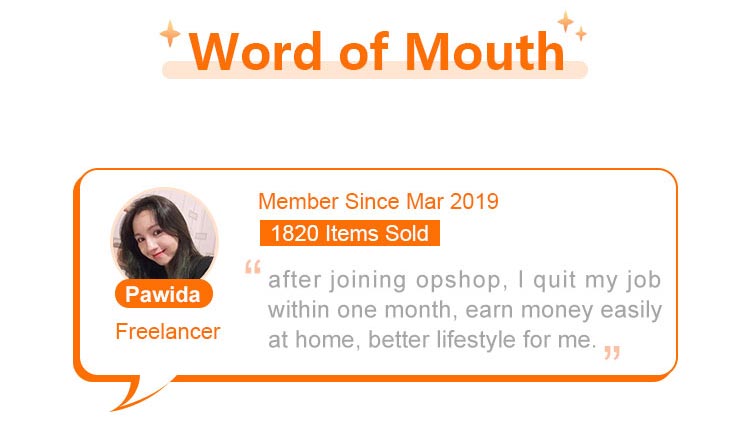 Word of Mouth
Member Since Mar 2019
1820 Items Sold
Pawida
Freelancer
“ after joining opshop, I quit my job
within one month, earn money easily
at home, better lifestyle for me. ”